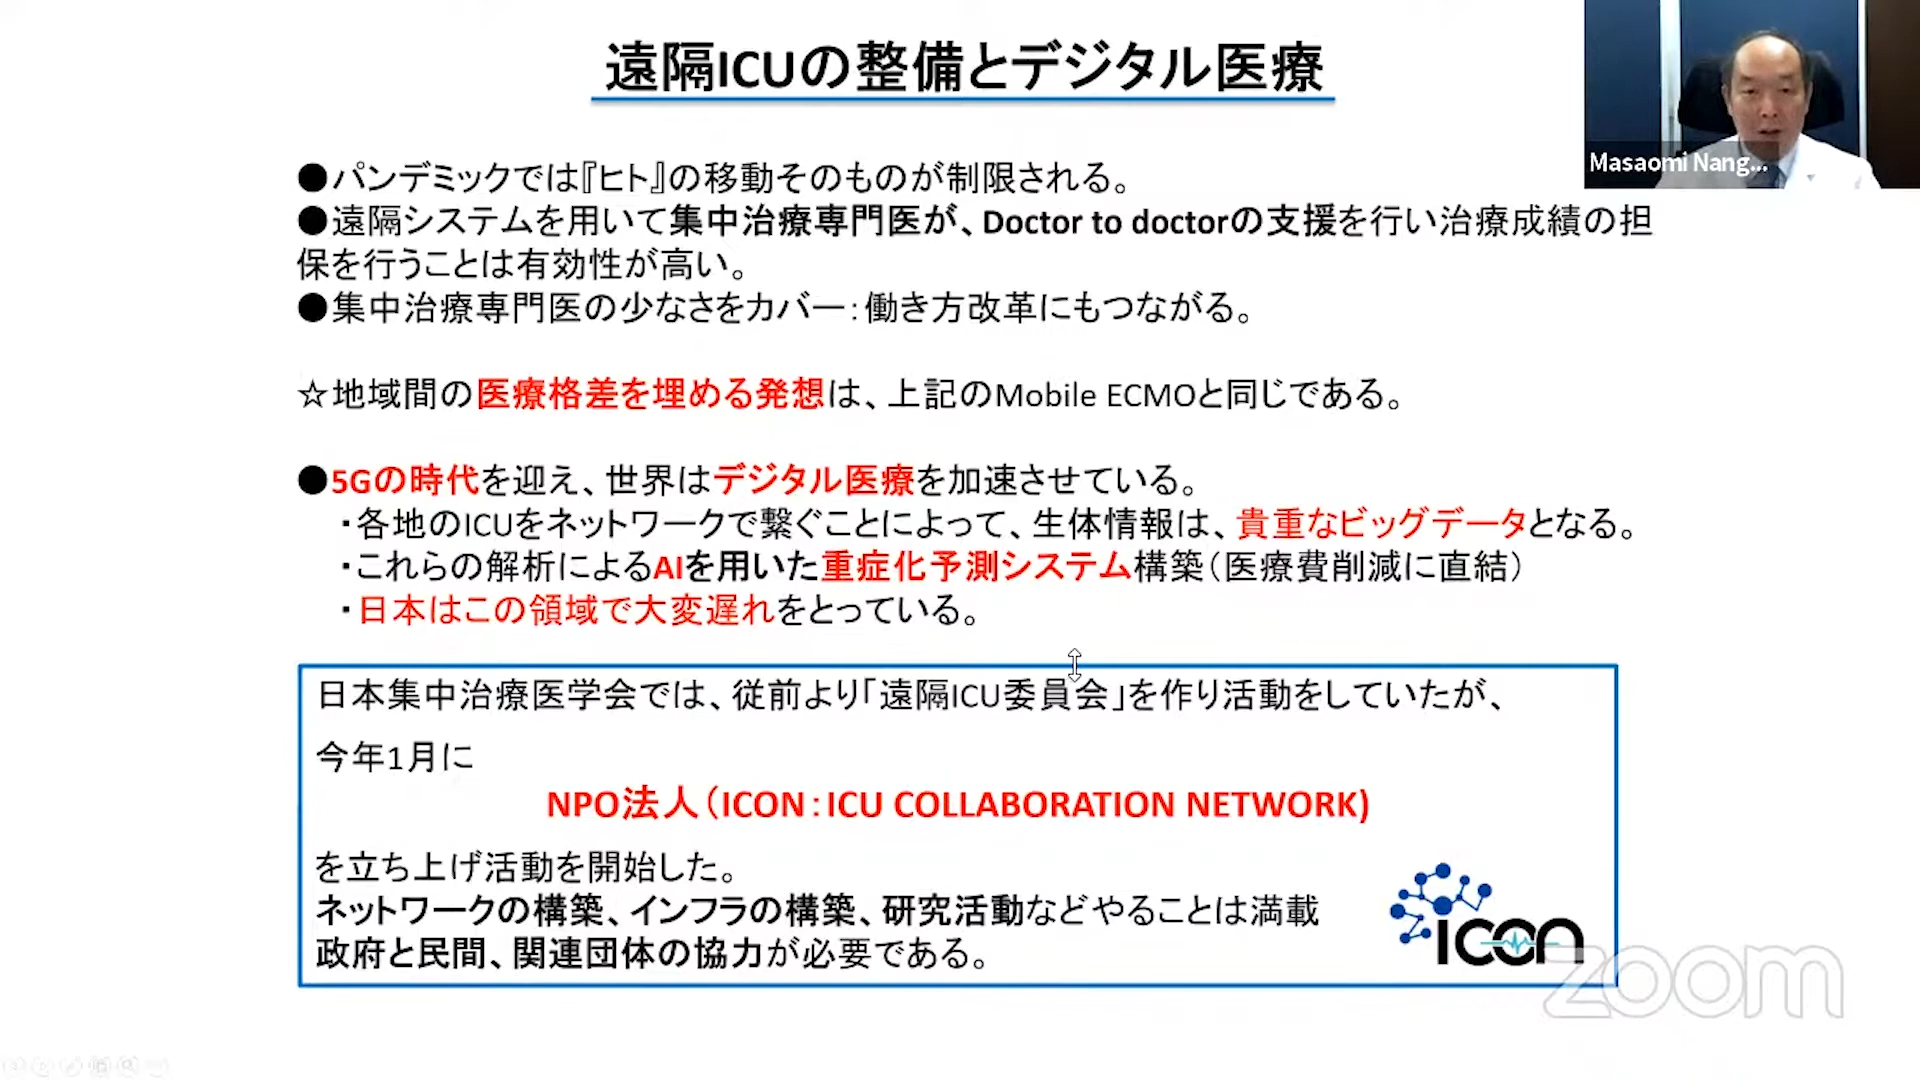 遠隔ICUの整備とデジタル医療
Masaomi Nang...
●パンデミックでは『ヒト』の移動そのものが制限される。
●遠隔システムを用いて集中治療専門医が、Doctor to doctorの支援を行い治療成績の担
保を行うことは有効性が高い。
●集中治療専門医の少なさをカバー：働き方改革にもつながる。
☆地域間の医療格差を埋める発想は、上記のMobile ECMOと同じである。
●5Gの時代を迎え、世界はデジタル医療を加速させている。
・各地のICUをネットワークで繋ぐことによって、生体情報は、貴重なビッグデータとなる。
・これらの解析によるAIを用いた重症化予測システム構築（医療費削減に直結）
・日本はこの領域で大変遅れをとっている。
日本集中治療医学会では、従前より「遠隔ICU委員会」を作り活動をしていたが、
今年1月に
NPO法人（ICON：ICU COLLABORATION NETWORK)
を立ち上げ活動を開始した。
ネットワークの構築、インフラの構築、研究活動などやることは満載
政府と民間、関連団体の協力が必要である。
icon
zoom